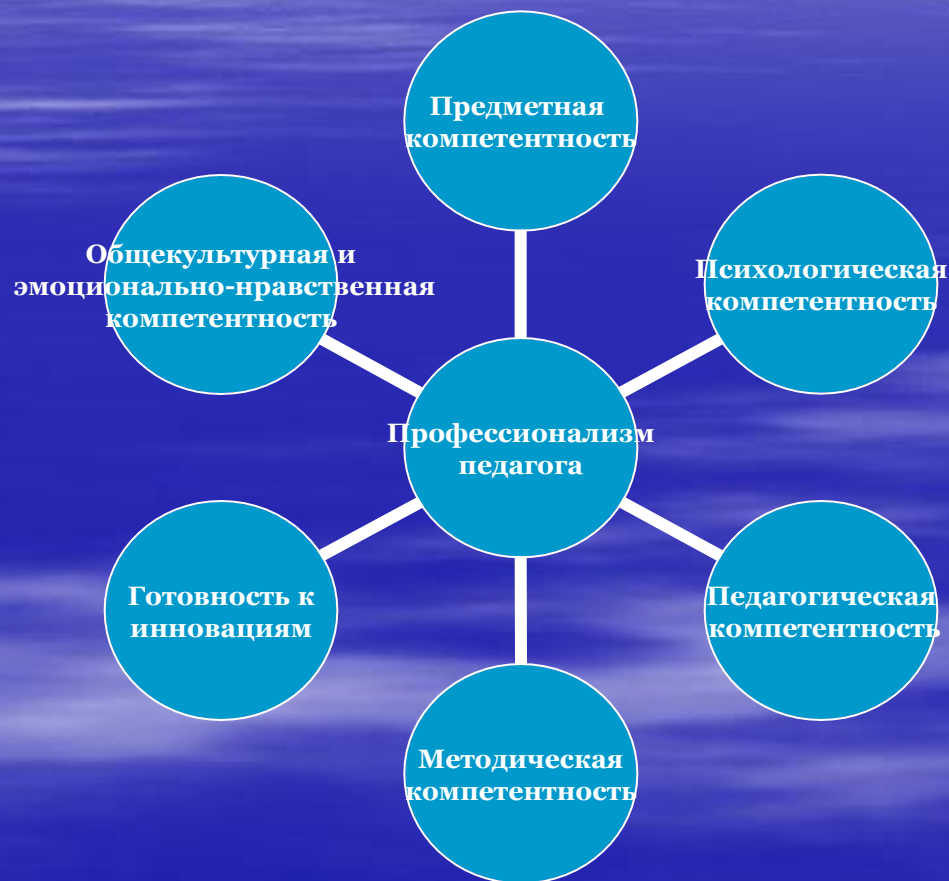 Предметная
компетентность
Общекультурная и
эмоционально-нравственная
компетентность
Психологическая
компетентность
Профессионализм
педагога
Готовность к
инновациям
Педагогическая
компетентность
Методическая
компетентность